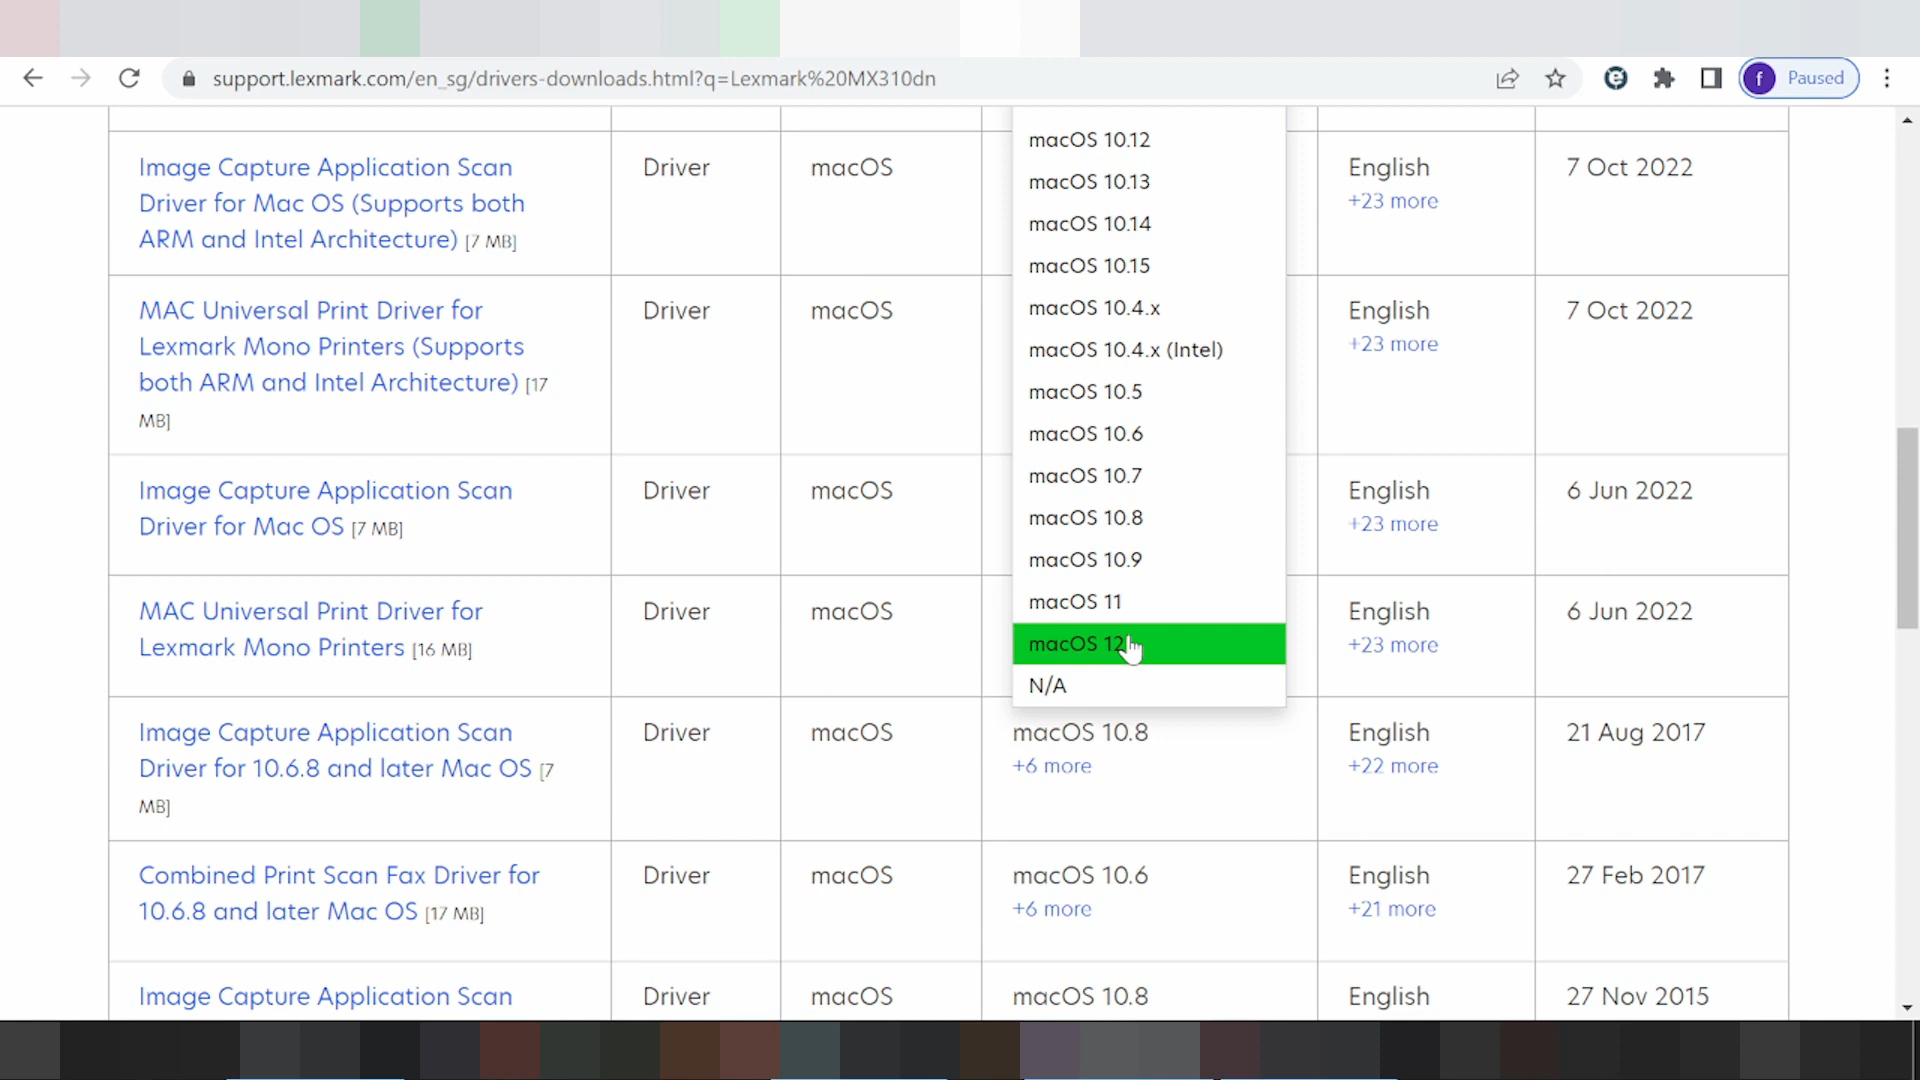 support.lexmark.com/en_sg/drivers-downloads.html?q=Lexmark%20MX310dn
f
Paused
macOS 10.12
macOS 10.13
macOS 10.14
macOS 10.15
macOS 10.4.x
macOS 10.4.x (Intel)
macOS 10.5
macOS 10.6
macOS 10.7
macOS 10.8
macOS 10.9
macOS 11
macOS 12
N/A
Image Capture Application Scan
Driver for Mac OS (Supports both
ARM and Intel Architecture) [7 MB]
Driver
macOS
English
+23 more
7 Oct 2022
MAC Universal Print Driver for
Lexmark Mono Printers (Supports
both ARM and Intel Architecture) [17
MB]
Driver
macOS
English
+23 more
7 Oct 2022
Image Capture Application Scan
Driver for Mac OS [7 MB]
Driver
macOS
English
+23 more
6 Jun 2022
MAC Universal Print Driver for
Lexmark Mono Printers [16 MB]
Driver
macOS
English
+23 more
6 Jun 2022
Image Capture Application Scan
Driver for 10.6.8 and later Mac OS [7
MB]
Driver
macOS
macOS 10.8
+6 more
English
+22 more
21 Aug 2017
Combined Print Scan Fax Driver for
10.6.8 and later Mac OS [17 MB]
Driver
macOS
macOS 10.6
+6 more
English
+21 more
27 Feb 2017
Image Capture Application Scan
Driver
macOS
macOS 10.8
English
27 Nov 2015